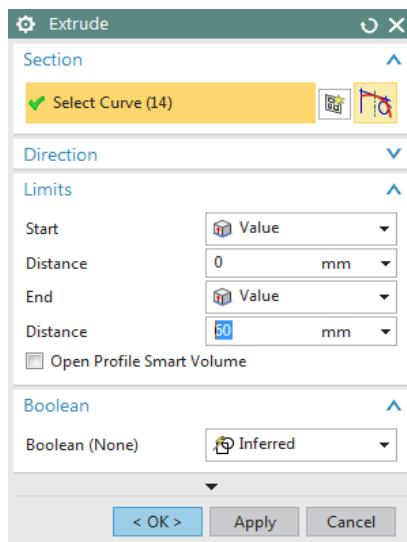 Extrude
Section
Select Curve (14)
Direction
Limits
Start Value
Distance 0 mm
End Value
Distance 60 mm
Open Profile Smart Volume
Boolean
Boolean (None) Inferred
< OK > Apply Cancel